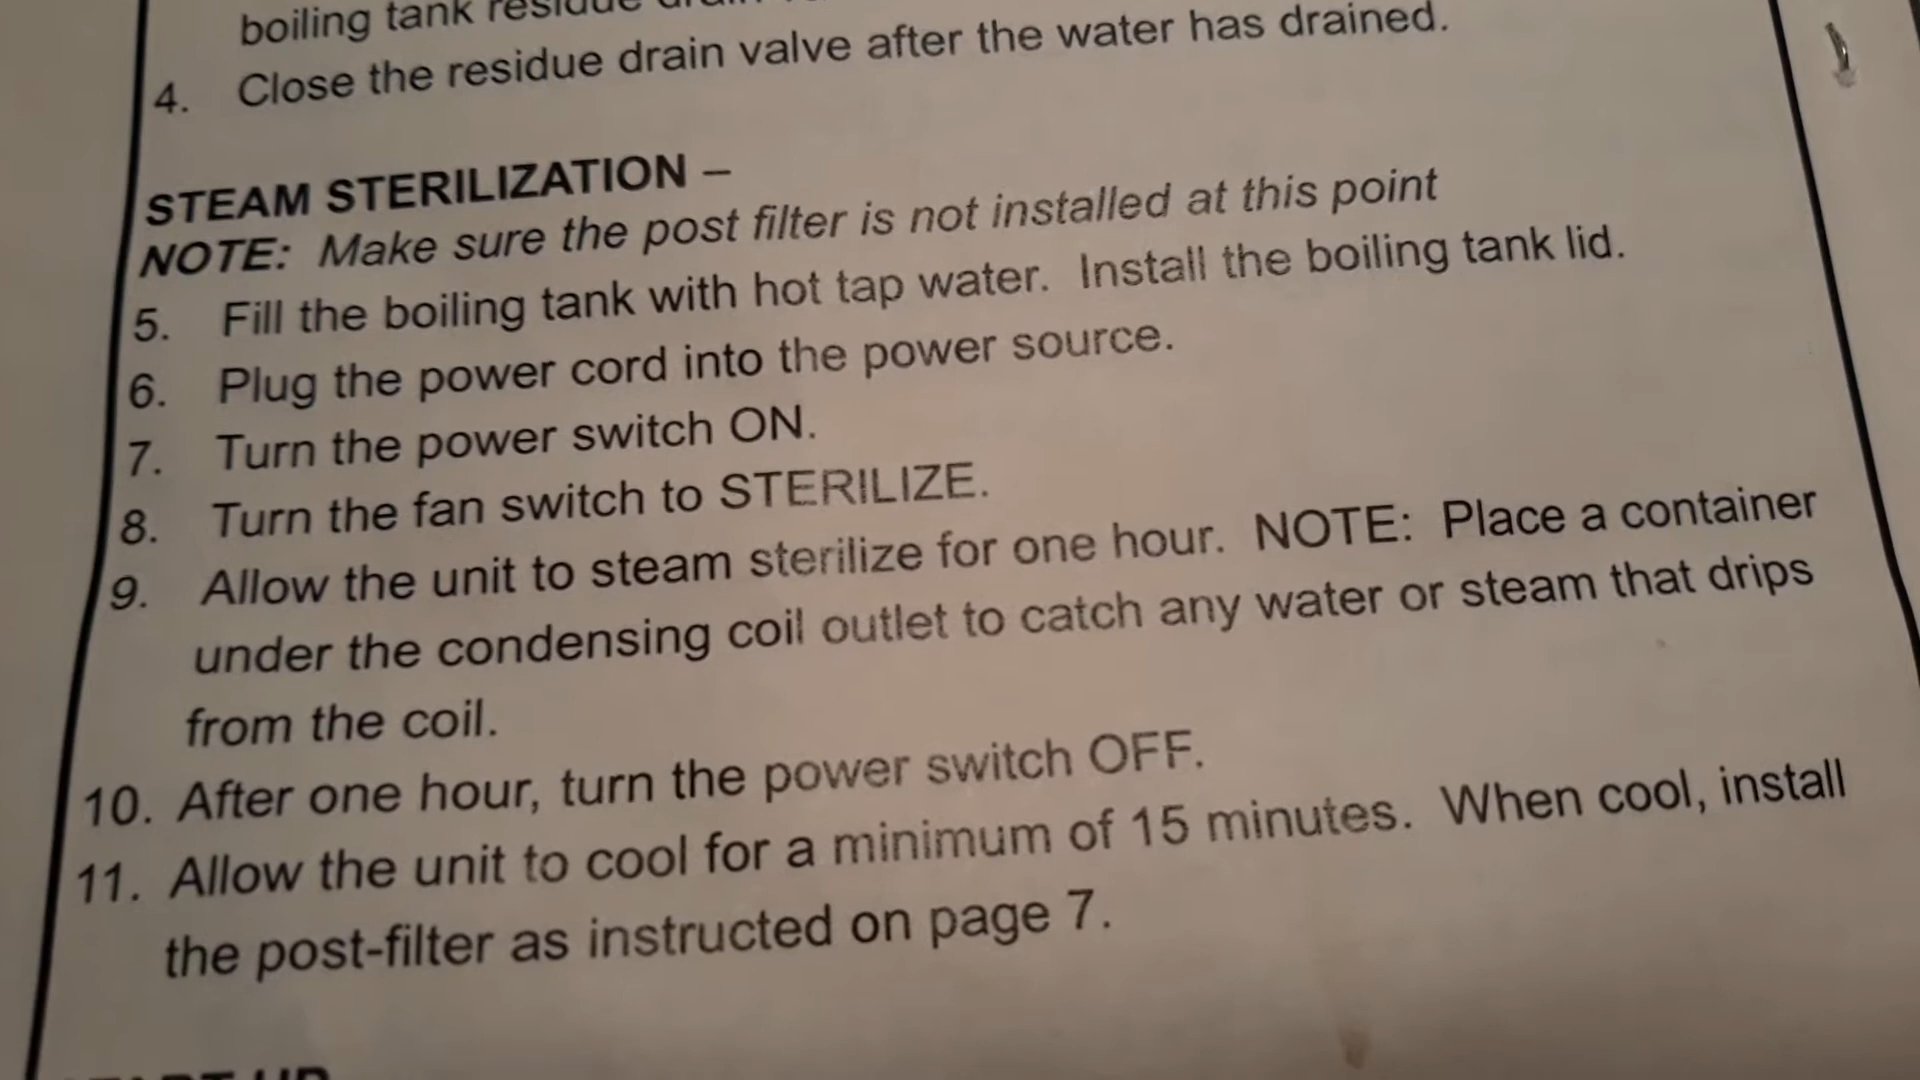 boiling tank residue drain
4. Close the residue drain valve after the water has drained.
STEAM STERILIZATION –
NOTE: Make sure the post filter is not installed at this point
5. Fill the boiling tank with hot tap water. Install the boiling tank lid.
6. Plug the power cord into the power source.
7. Turn the power switch ON.
8. Turn the fan switch to STERILIZE.
9. Allow the unit to steam sterilize for one hour. NOTE: Place a container
under the condensing coil outlet to catch any water or steam that drips
from the coil.
10. After one hour, turn the power switch OFF.
11. Allow the unit to cool for a minimum of 15 minutes. When cool, install
the post-filter as instructed on page 7.